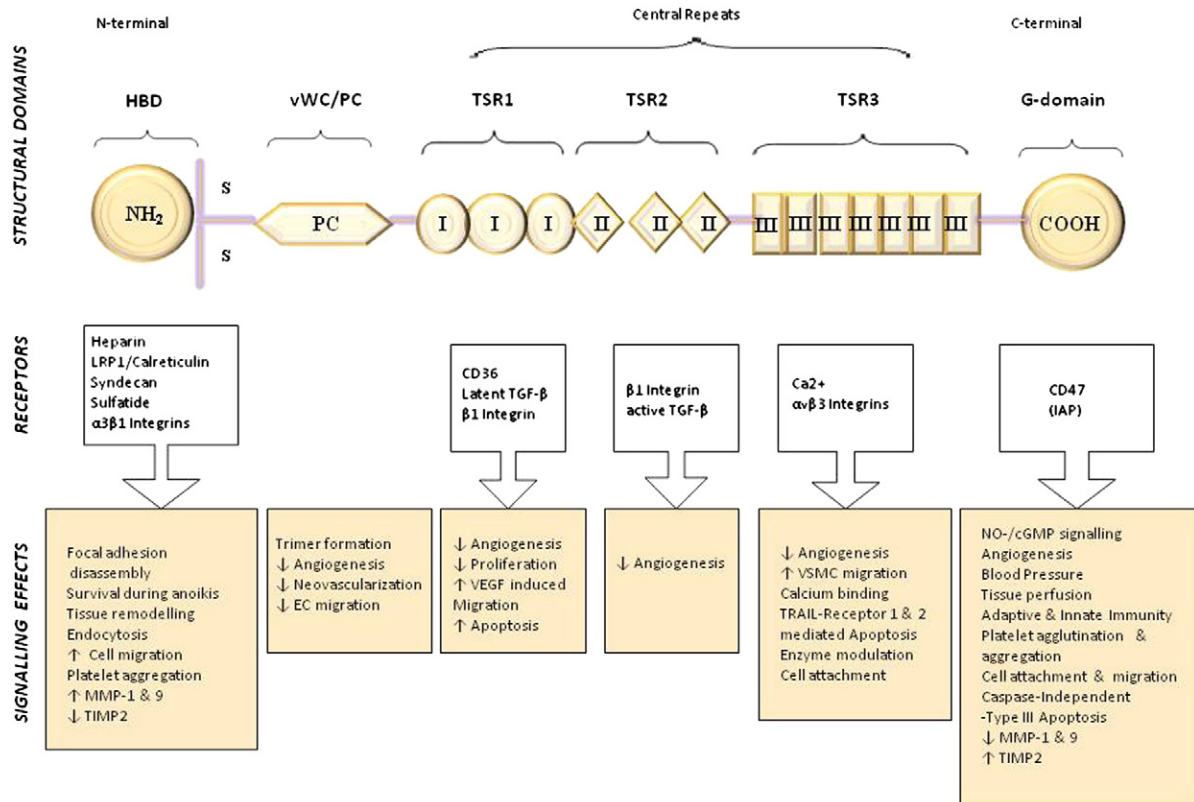 N-terminal
Central Repeats
C-terminal
STRUCTURAL DOMAINS
HBD
vWC/PC
TSR1
TSR2
TSR3
G-domain
NH2
S
S
PC
I
I
I
II
II
II
III
III
III
III
III
III
III
COOH
RECEPTORS
Heparin
LRP1/Calreticulin
Syndecan
Sulfatide
α3β1 Integrins
CD36
Latent TGF-β
β1 Integrin
β1 Integrin
active TGF-β
Ca2+
αvβ3 Integrins
CD47
(IAP)
SIGNALLING EFFECTS
Focal adhesion
disassembly
Survival during anoikis
Tissue remodelling
Endocytosis
↑ Cell migration
Platelet aggregation
↑ MMP-1 & 9
↓ TIMP2
Trimer formation
↓ Angiogenesis
↓ Neovascularization
↓ EC migration
↓ Angiogenesis
↓ Proliferation
↑ VEGF induced
Migration
↑ Apoptosis
↓ Angiogenesis
↓ Angiogenesis
↑ VSMC migration
Calcium binding
TRAIL-Receptor 1 & 2
mediated Apoptosis
Enzyme modulation
Cell attachment
NO-/cGMP signalling
Angiogenesis
Blood Pressure
Tissue perfusion
Adaptive & Innate Immunity
Platelet agglutination &
aggregation
Cell attachment & migration
Caspase-Independent
-Type III Apoptosis
↓ MMP-1 & 9
↑ TIMP2